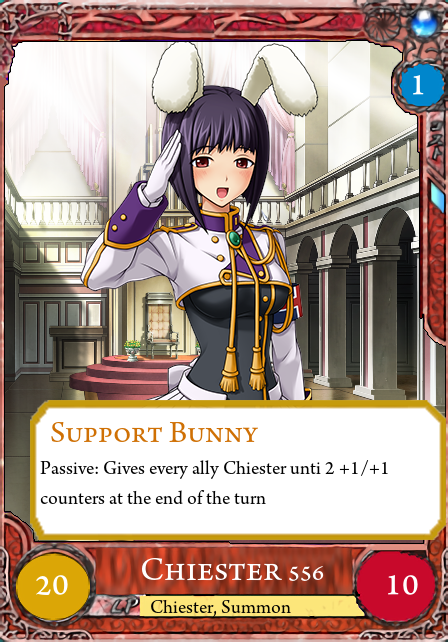 1
Support Bunny
Passive: Gives every ally Chiester unti 2 +1/+1
counters at the end of the turn
Chiester 556
20
10
LP
Chiester, Summon